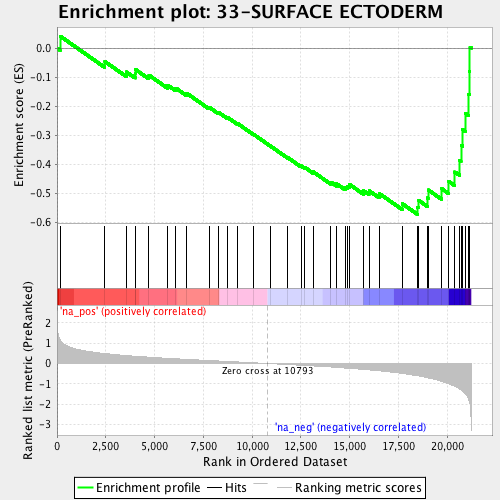 Enrichment plot: 33-SURFACE ECTODERM
Enrichment score (ES)
0.0
-0.1
-0.2
-0.3
-0.4
-0.5
-0.6
'na_pos' (positively correlated)
Ranked list metric (PreRanked)
2
1
0
-1
-2
-3
Zero cross at 10793
'na_neg' (negatively correlated)
0
2,500
5,000
7,500
10,000
12,500
15,000
17,500
20,000
Rank in Ordered Dataset
Enrichment profile
Hits
Ranking metric scores